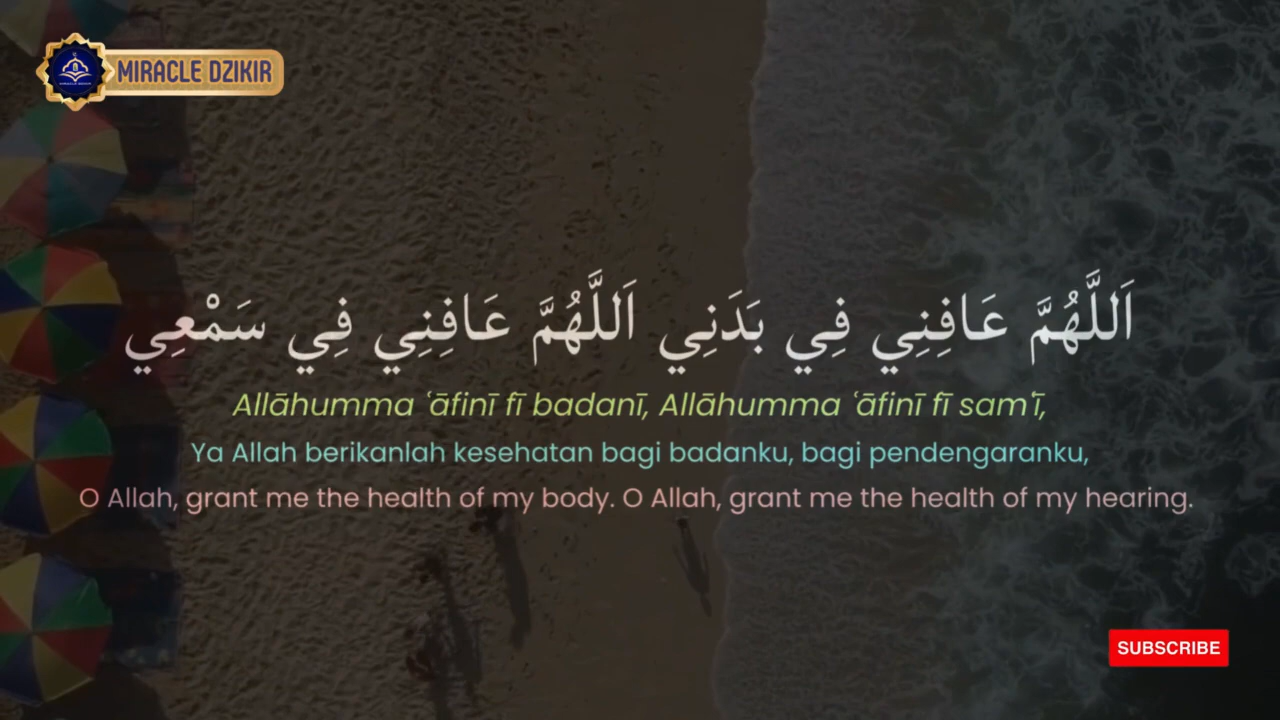 MIRACLE DZIKIR
اَللَّهُمَّ عَافِنِي فِي بَدَنِي اَللَّهُمَّ عَافِنِي فِي سَمْعِي
Allāhumma ʿāfinī fī badanī, Allāhumma ʿāfinī fī sam'ī,
Ya Allah berikanlah kesehatan bagi badanku, bagi pendengaranku,
O Allah, grant me the health of my body. O Allah, grant me the health of my hearing.
SUBSCRIBE